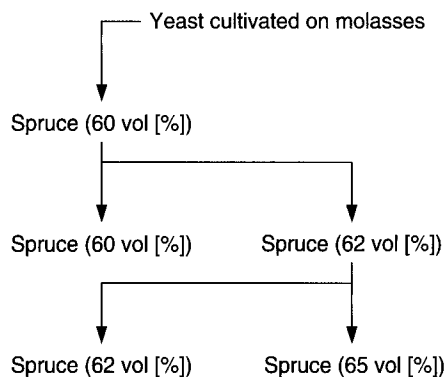 Yeast cultivated on molasses
Spruce (60 vol [%])
Spruce (60 vol [%])
Spruce (62 vol [%])
Spruce (62 vol [%])
Spruce (65 vol [%])